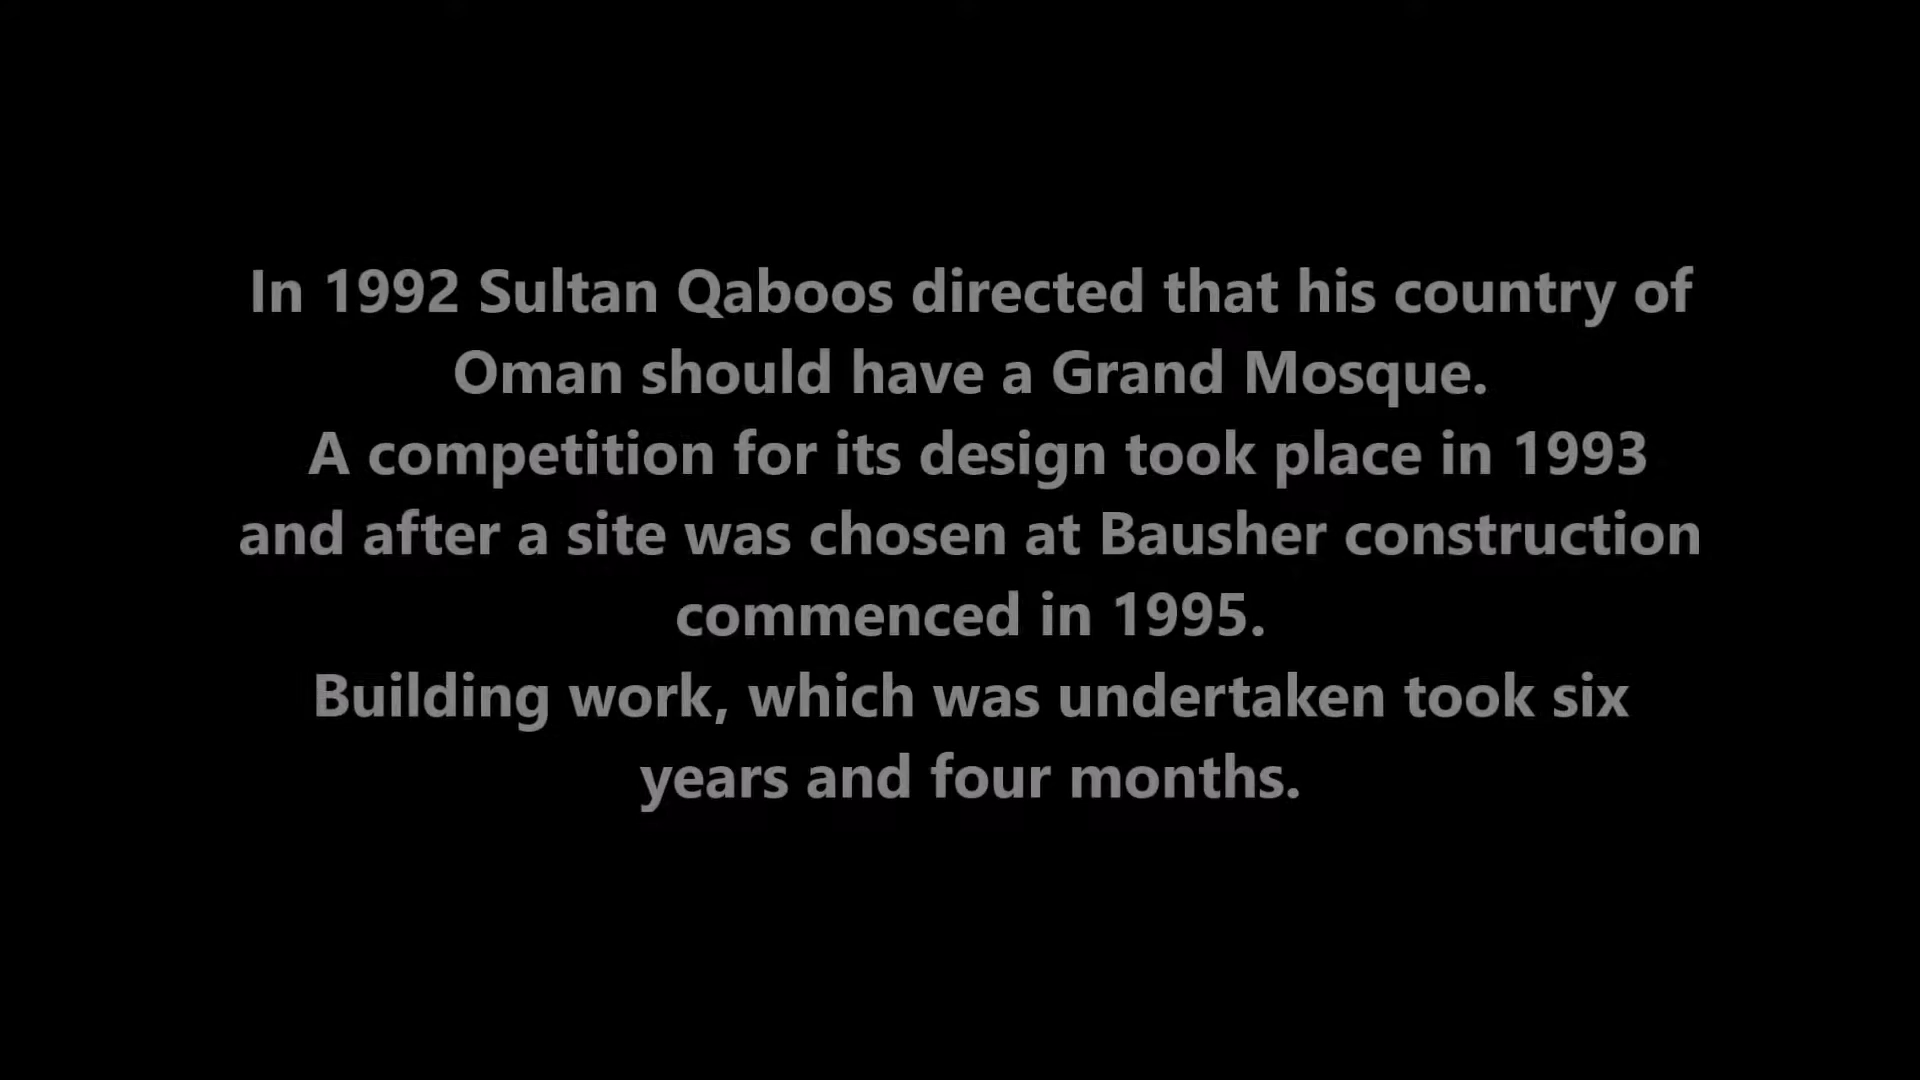 In 1992 Sultan Qaboos directed that his country of
Oman should have a Grand Mosque.
A competition for its design took place in 1993
and after a site was chosen at Bausher construction
commenced in 1995.
Building work, which was undertaken took six
years and four months.